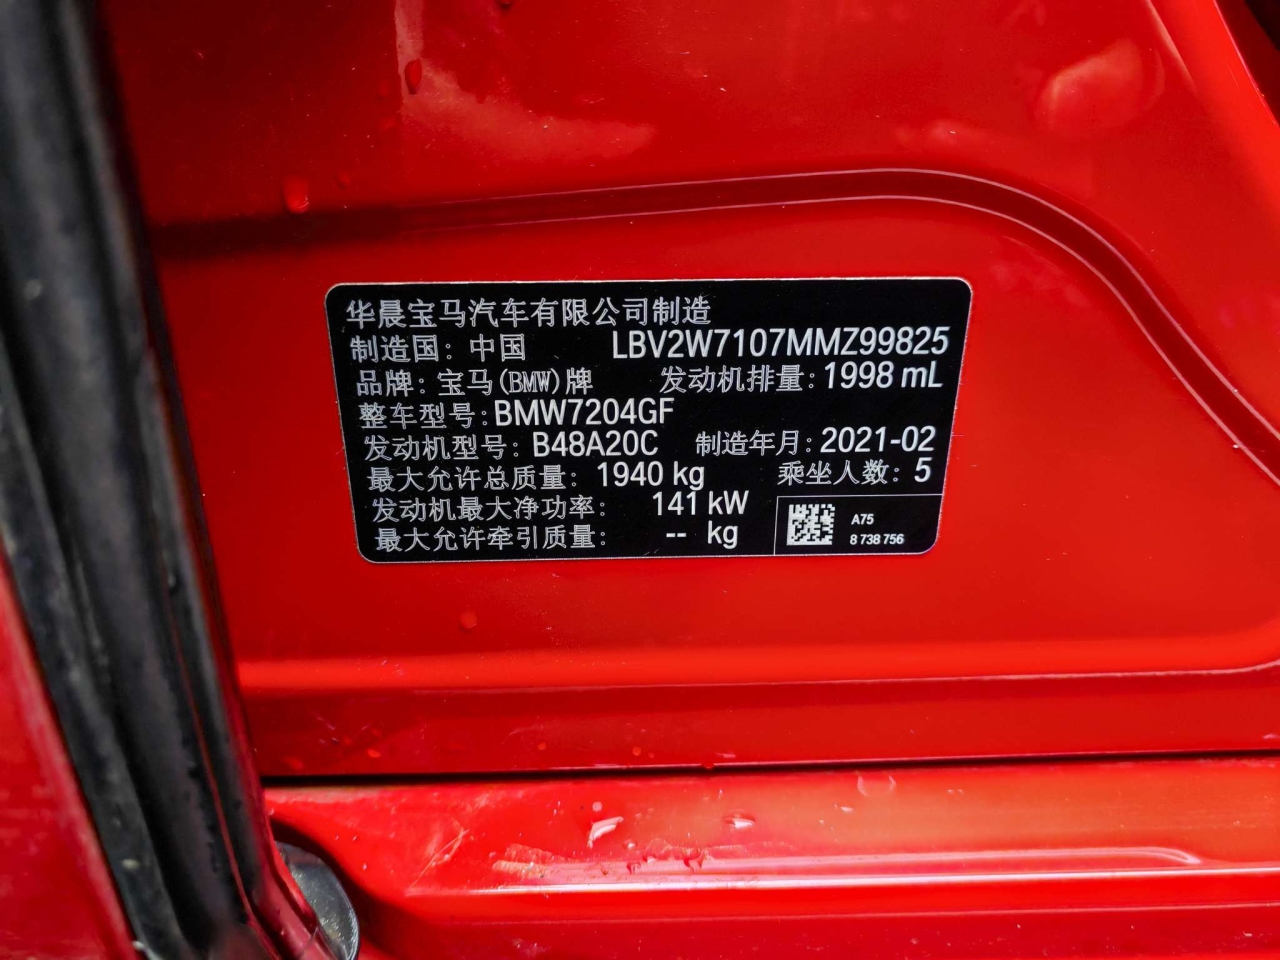 华晨宝马汽车有限公司制造
制造国：中国 LBV2W7107MMZ99825
品牌：宝马(BMW)牌 发动机排量：1998 mL
整车型号：BMW7204GF
发动机型号：B48A20C 制造年月：2021-02
最大允许总质量：1940 kg 乘坐人数：5
发动机最大净功率：141 kW
最大允许牵引质量：-- kg
A75
8 738 756